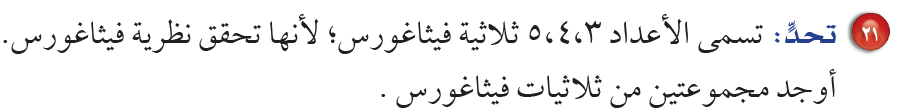 ٢١ تحدٍّ: تسمى الأعداد ٣،٤،٥ ثلاثية فيثاغورس؛ لأنها تحقق نظرية فيثاغورس.
أوجد مجموعتين من ثلاثيات فيثاغورس .